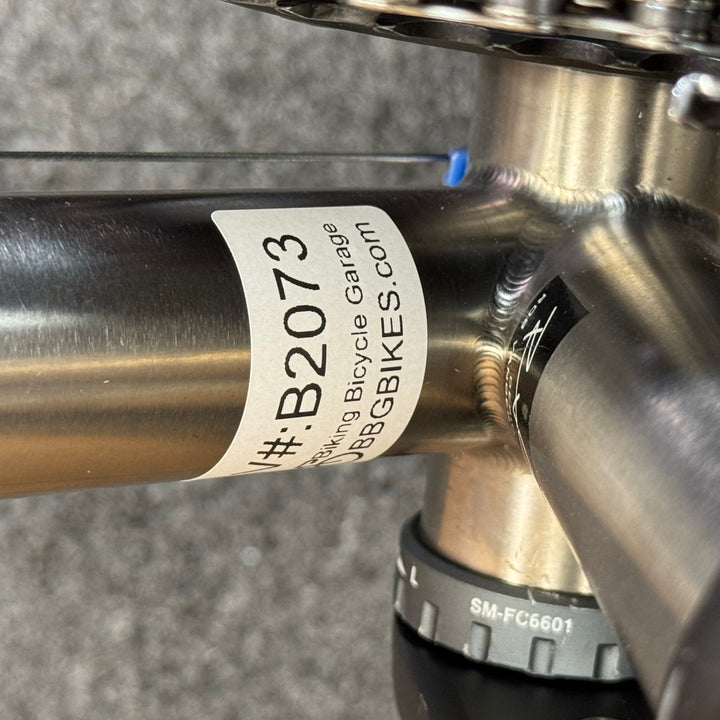 #:B2073
Biking Bicycle Garage
BBGBIKES.com
L
SM-FC6601